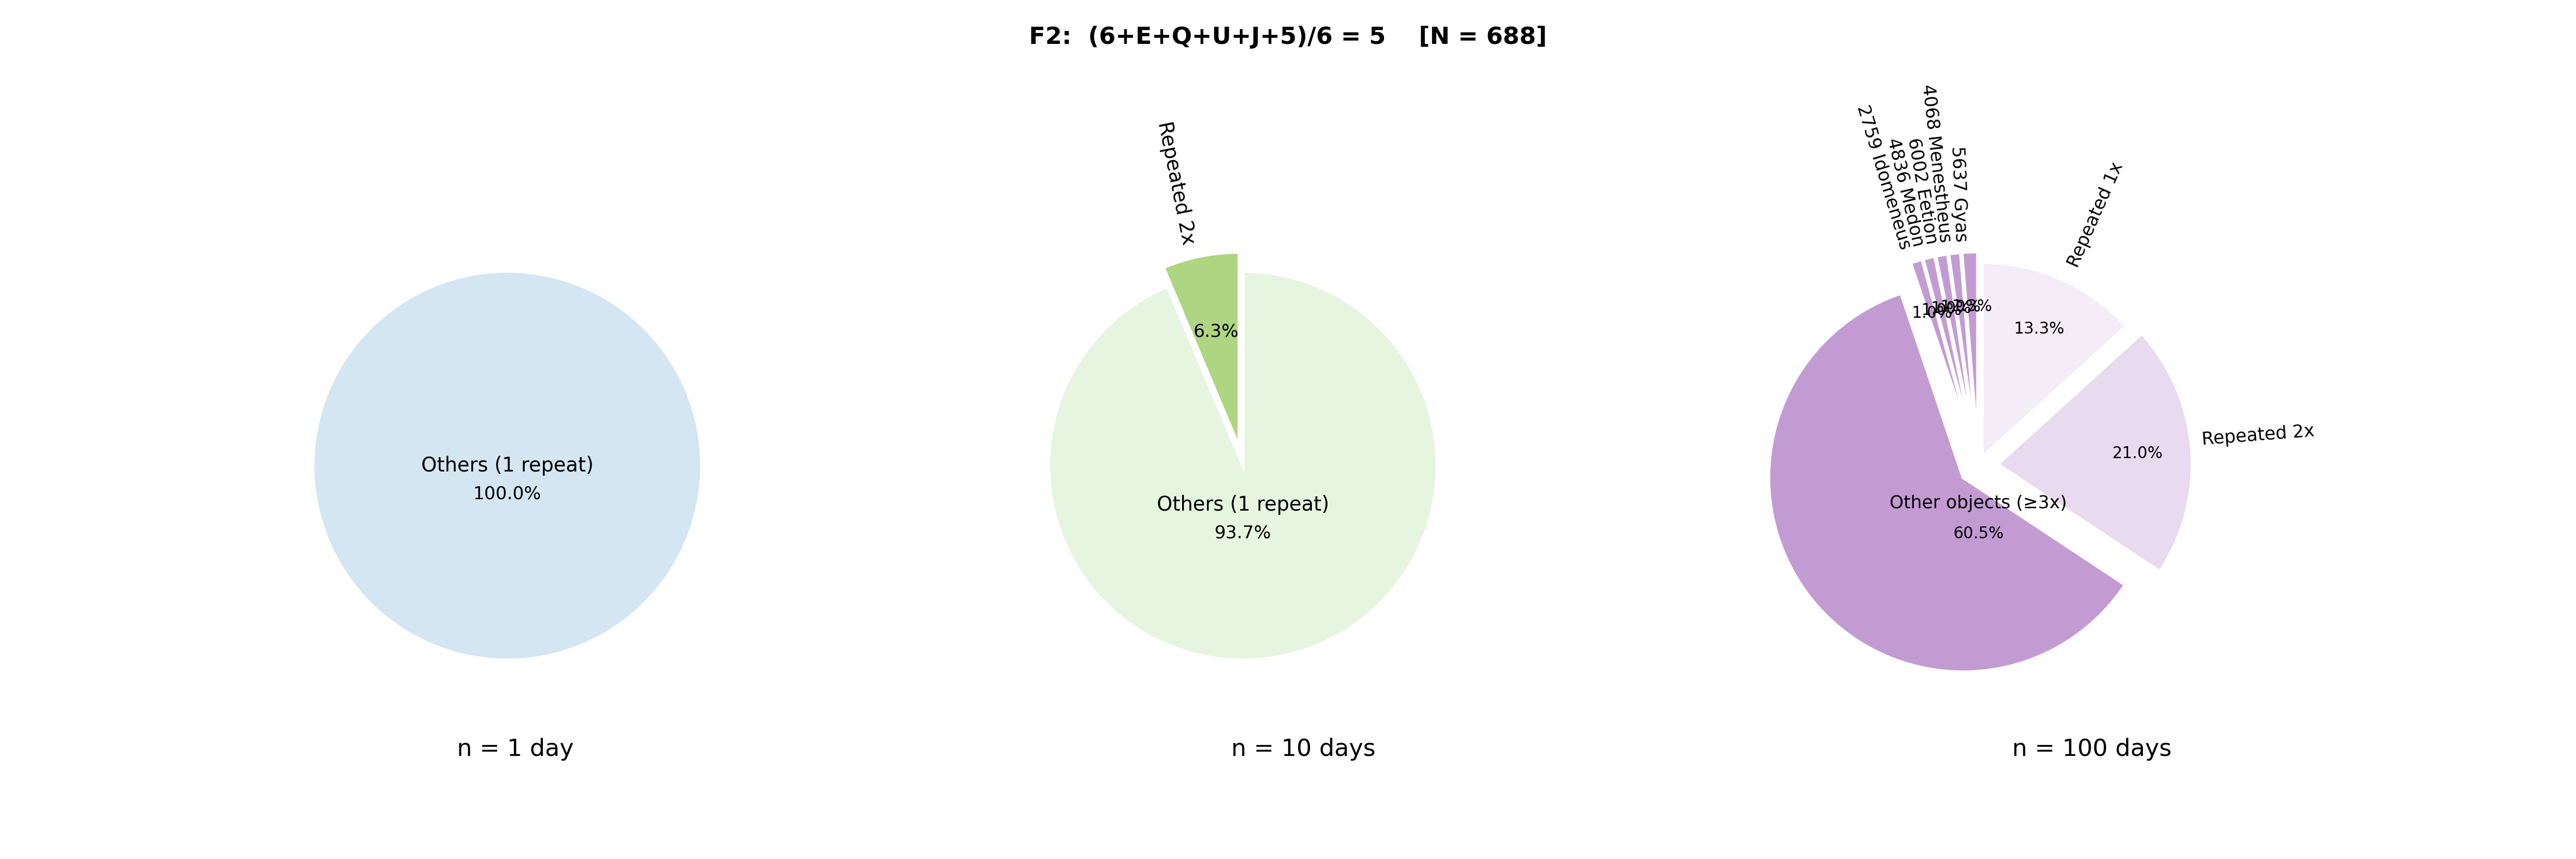 F2:  (6+E+Q+U+J+5)/6 = 5    [N = 688]
Others (1 repeat)
100.0%
n = 1 day
Repeated 2x
6.3%
Others (1 repeat)
93.7%
n = 10 days
2759 Idomeneus
4836 Medon
6002 Eetion
4068 Menestheus
5637 Gyas
Repeated 1x
13.3%
Repeated 2x
21.0%
1.0%
Other objects (≥3x)
60.5%
n = 100 days